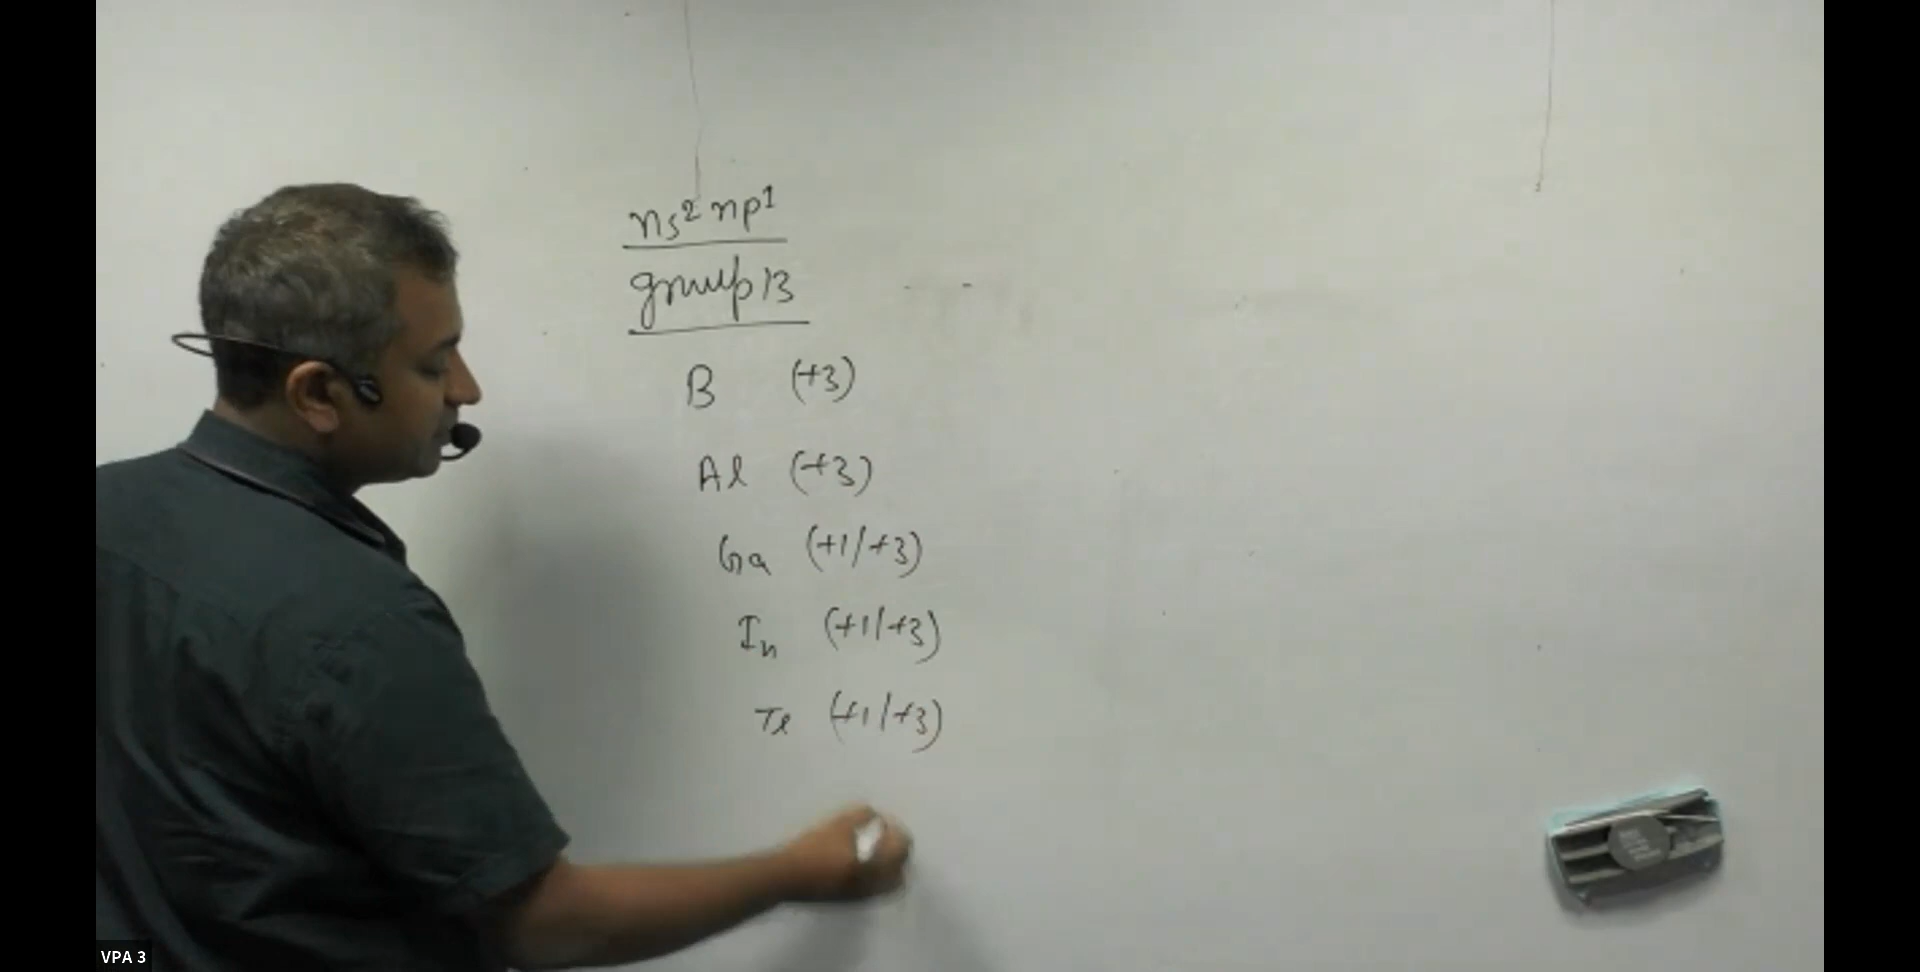 ns² np¹
group 13
B (+3)
Al (+3)
Ga (+1/+3)
In (+1/+3)
Tl (+1/+3)
VPA 3